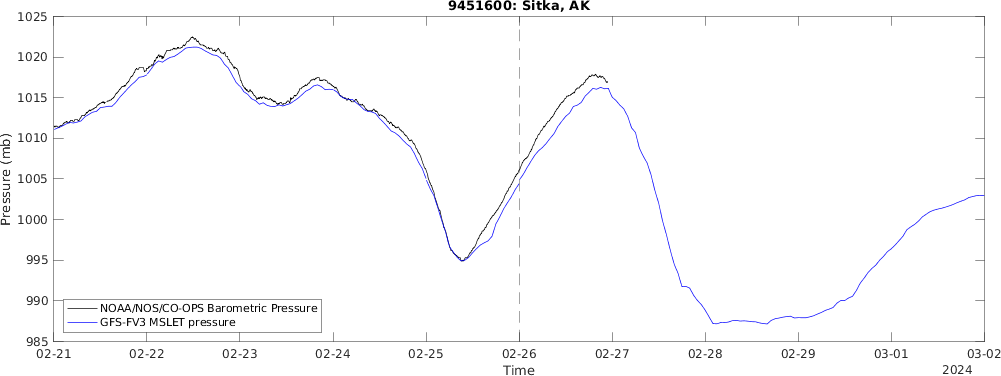 9451600: Sitka, AK
1025
1020
1015
1010
1005
1000
995
990
985
Pressure (mb)
NOAA/NOS/CO-OPS Barometric Pressure
GFS-FV3 MSLET pressure
02-21 02-22 02-23 02-24 02-25 02-26 02-27 02-28 02-29 03-01 03-02
Time
2024